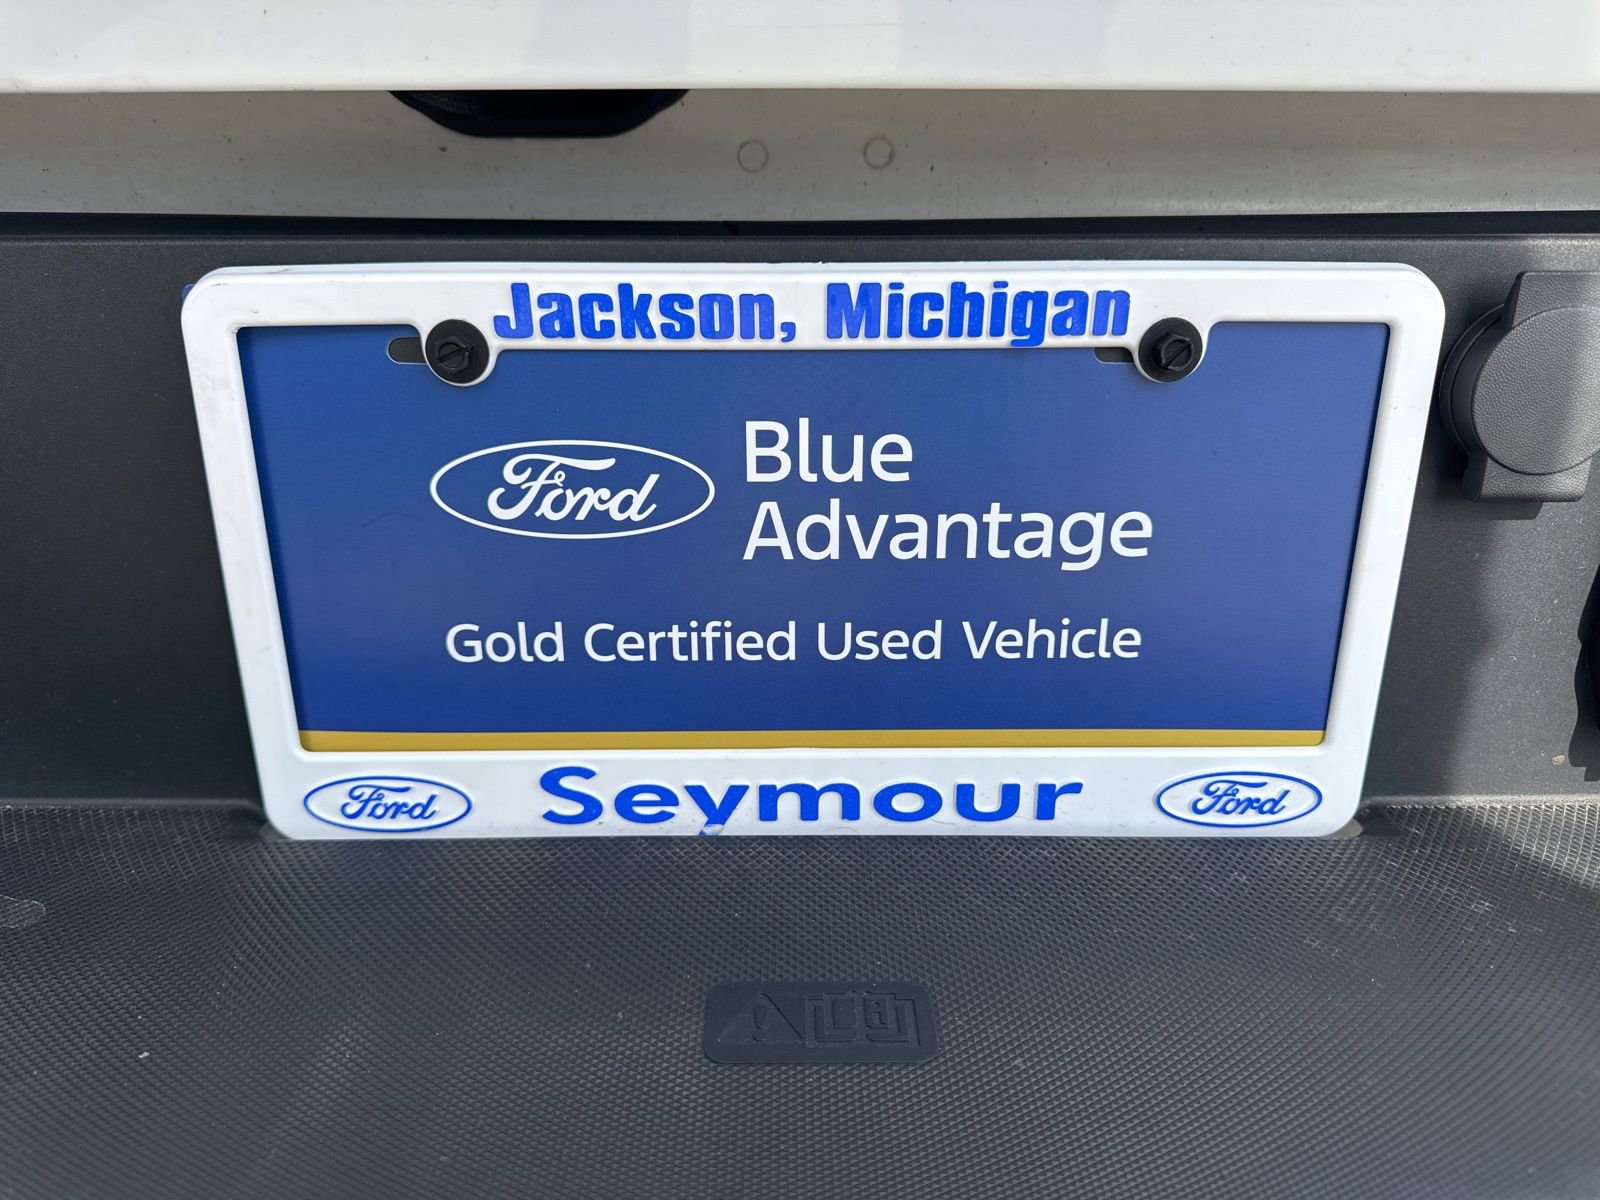 Jackson, Michigan
Ford
Blue
Advantage
Gold Certified Used Vehicle
Ford Seymour Ford